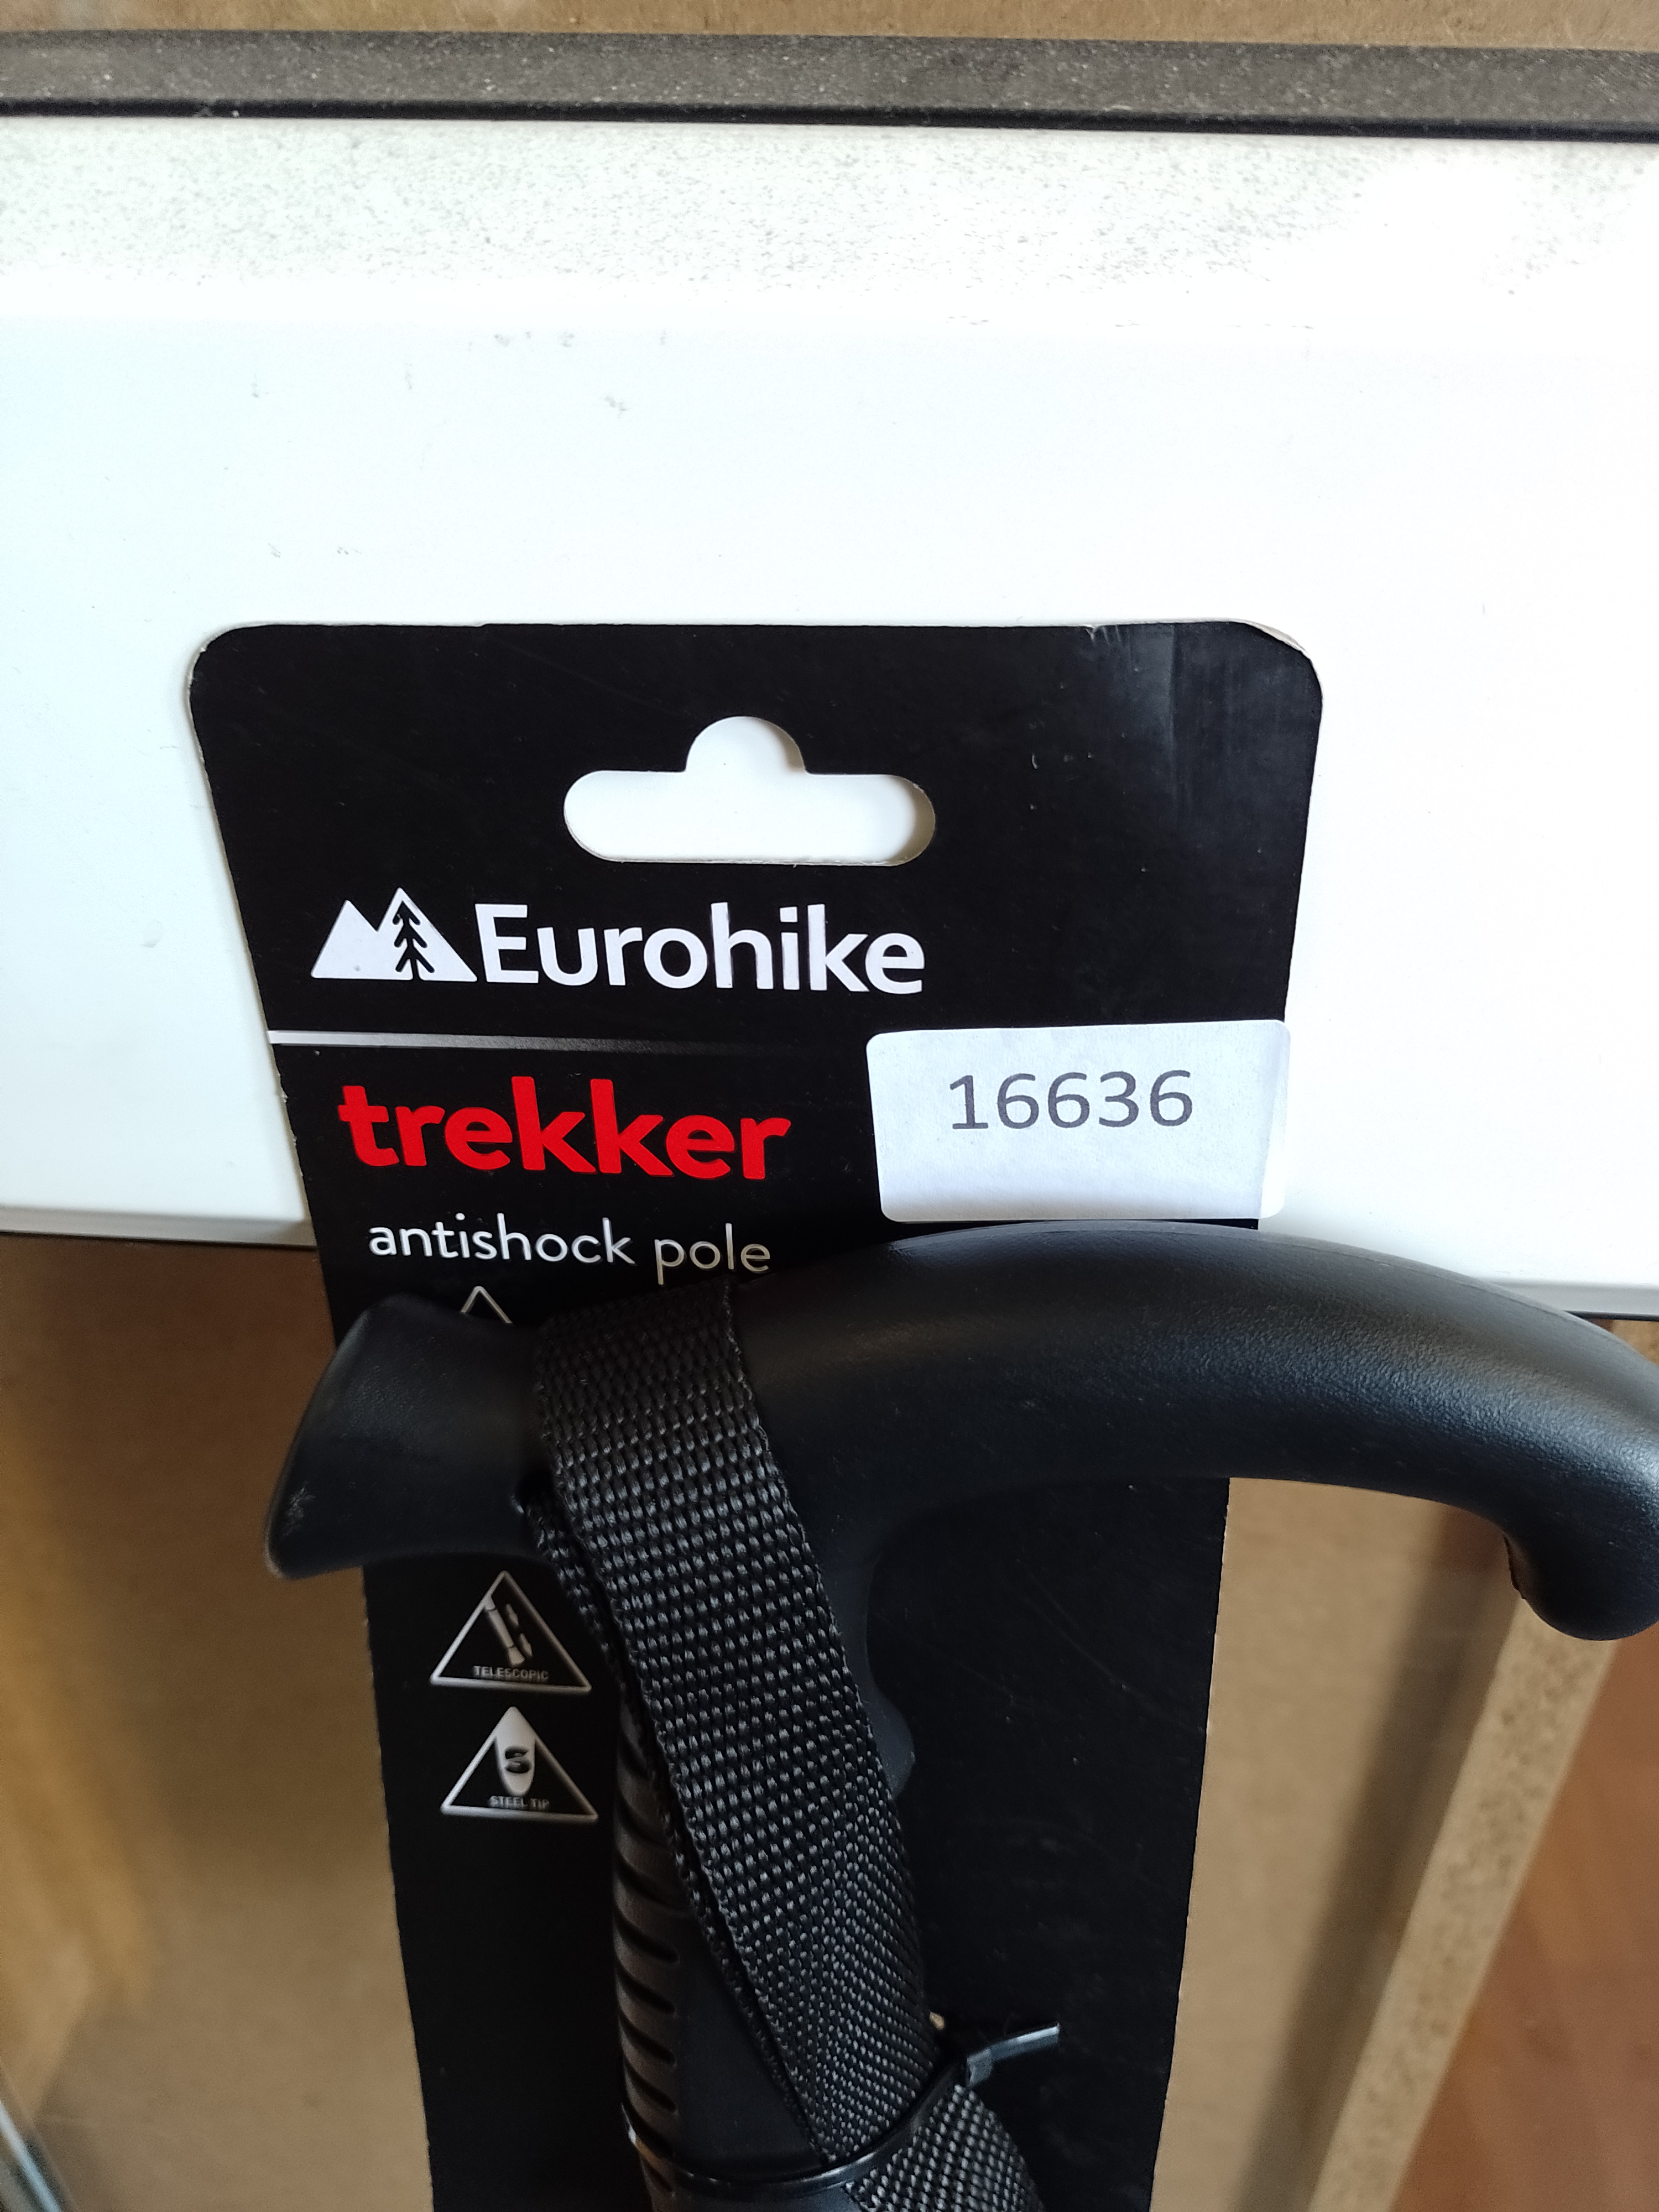 Eurohike
trekker
16636
antishock pole
TELESCOPIC
STEEL TIP